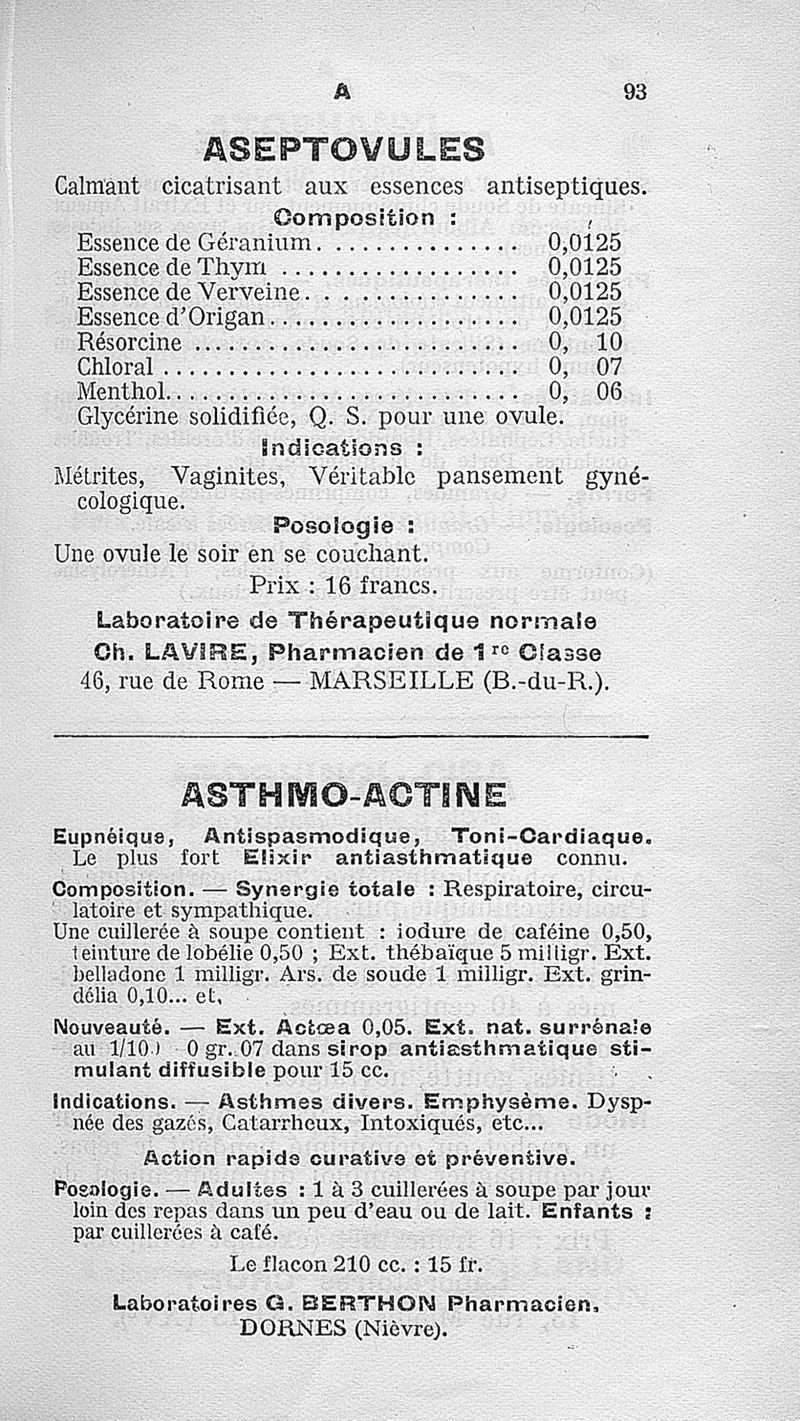 A 93
ASEPTOVULES
Calmant cicatrisant aux essences antiseptiques.
Composition :
Essence de Géranium. . . . . . . . . . . . . . . . 0,0125
Essence de Thym . . . . . . . . . . . . . . . . . . 0,0125
Essence de Verveine. . . . . . . . . . . . . . . . . 0,0125
Essence d'Origan. . . . . . . . . . . . . . . . . . . 0,0125
Résorcine . . . . . . . . . . . . . . . . . . . . . . . . 0, 10
Chloral . . . . . . . . . . . . . . . . . . . . . . . . . . 0, 07
Menthol. . . . . . . . . . . . . . . . . . . . . . . . . . 0, 06
Glycérine solidifiée, Q. S. pour une ovule.
Indications :
Métrites, Vaginites, Véritable pansement gyné-
cologique.
Posologie :
Une ovule le soir en se couchant.
Prix : 16 francs.
Laboratoire de Thérapeutique normale
Ch. LAVIRE, Pharmacien de 1re Classe
46, rue de Rome — MARSEILLE (B.-du-R.).
ASTHMO-ACTINE
Eupnéique, Antispasmodique, Toni-Cardiaque.
Le plus fort Elixir antiasthmatique connu.
Composition. — Synergie totale : Respiratoire, circu-
latoire et sympathique.
Une cuillerée à soupe contient : iodure de caféine 0,50,
teinture de lobélie 0,50 ; Ext. thébaïque 5 milligr. Ext.
belladone 1 milligr. Ars. de soude 1 milligr. Ext. grin-
délia 0,10... et,
Nouveauté. — Ext. Actœa 0,05. Ext. nat. surrénale
au 1/10) 0 gr. 07 dans sirop antiasthmatique sti-
mulant diffusible pour 15 cc.
Indications. — Asthmes divers. Emphysème. Dysp-
née des gazés, Catarrheux, Intoxiqués, etc...
Action rapide curative et préventive.
Posologie. — Adultes : 1 à 3 cuillerées à soupe par jour
loin des repas dans un peu d'eau ou de lait. Enfants :
par cuillerées à café.
Le flacon 210 cc. : 15 fr.
Laboratoires G. BERTHON Pharmacien,
DORNES (Nièvre).